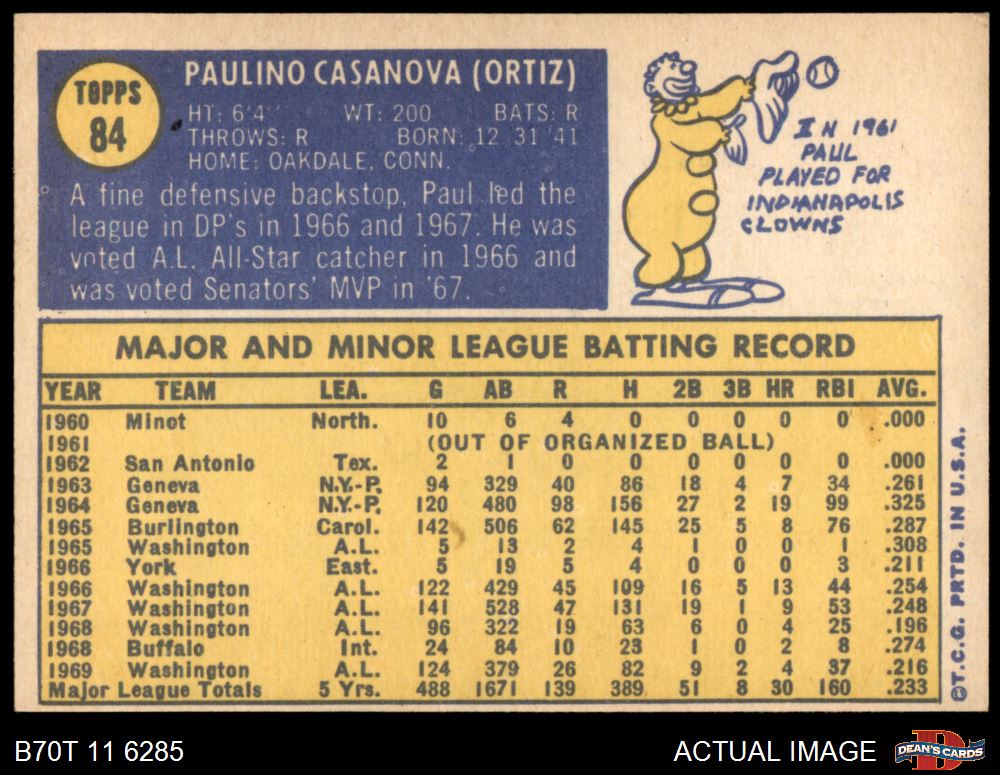 TOPPS
84
PAULINO CASANOVA (ORTIZ)
HT: 6'4" WT: 200 BATS: R
THROWS: R BORN: 12 31 '41
HOME: OAKDALE, CONN.
A fine defensive backstop, Paul led the
league in DP's in 1966 and 1967. He was
voted A.L. All-Star catcher in 1966 and
was voted Senators' MVP in '67.
IN 1961
PAUL
PLAYED FOR
INDIANAPOLIS
CLOWNS
MAJOR AND MINOR LEAGUE BATTING RECORD
YEAR TEAM LEA. G AB R H 2B 3B HR RBI AVG.
1960 Minot North. 10 6 4 0 0 0 0 0 .000
1961 (OUT OF ORGANIZED BALL)
1962 San Antonio Tex. 2 1 0 0 0 0 0 0 .000
1963 Geneva N.Y.-P. 94 329 40 86 18 4 7 34 .261
1964 Geneva N.Y.-P. 120 480 98 156 27 2 19 99 .325
1965 Burlington Carol. 142 506 62 145 25 5 8 76 .287
1965 Washington A.L. 5 13 2 4 1 0 0 1 .308
1966 York East. 5 19 5 4 0 0 0 3 .211
1966 Washington A.L. 122 429 45 109 16 5 13 44 .254
1967 Washington A.L. 141 528 47 131 19 1 9 53 .248
1968 Washington A.L. 96 322 19 63 6 0 4 25 .196
1968 Buffalo Int. 24 84 10 23 1 0 2 8 .274
1969 Washington A.L. 124 379 26 82 9 2 4 37 .216
Major League Totals 5 Yrs. 488 1671 139 389 51 8 30 160 .233
©T.C.G. PRTD. IN U.S.A.
B70T 11 6285
ACTUAL IMAGE
DEAN'S CARDS